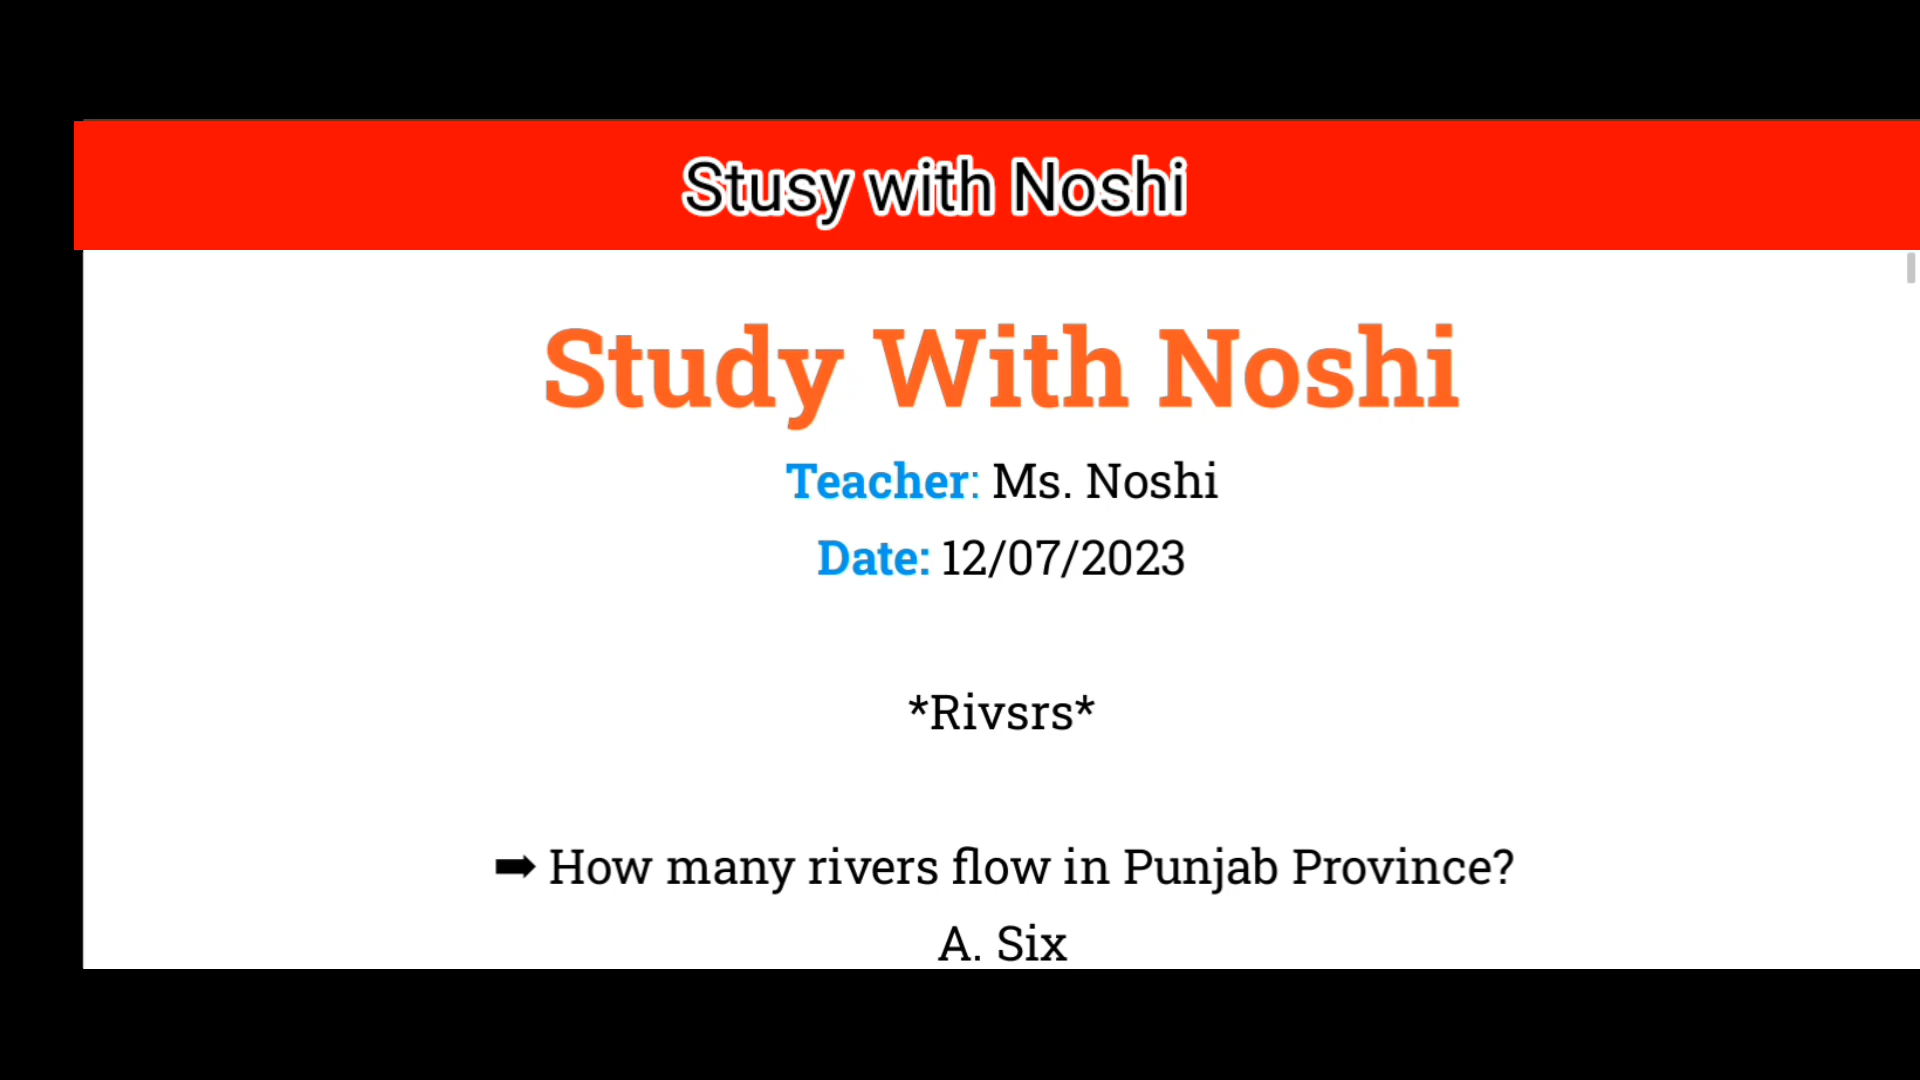 Stusy with Noshi
Study With Noshi
Teacher: Ms. Noshi
Date: 12/07/2023
*Rivsrs*
➡ How many rivers flow in Punjab Province?
A. Six